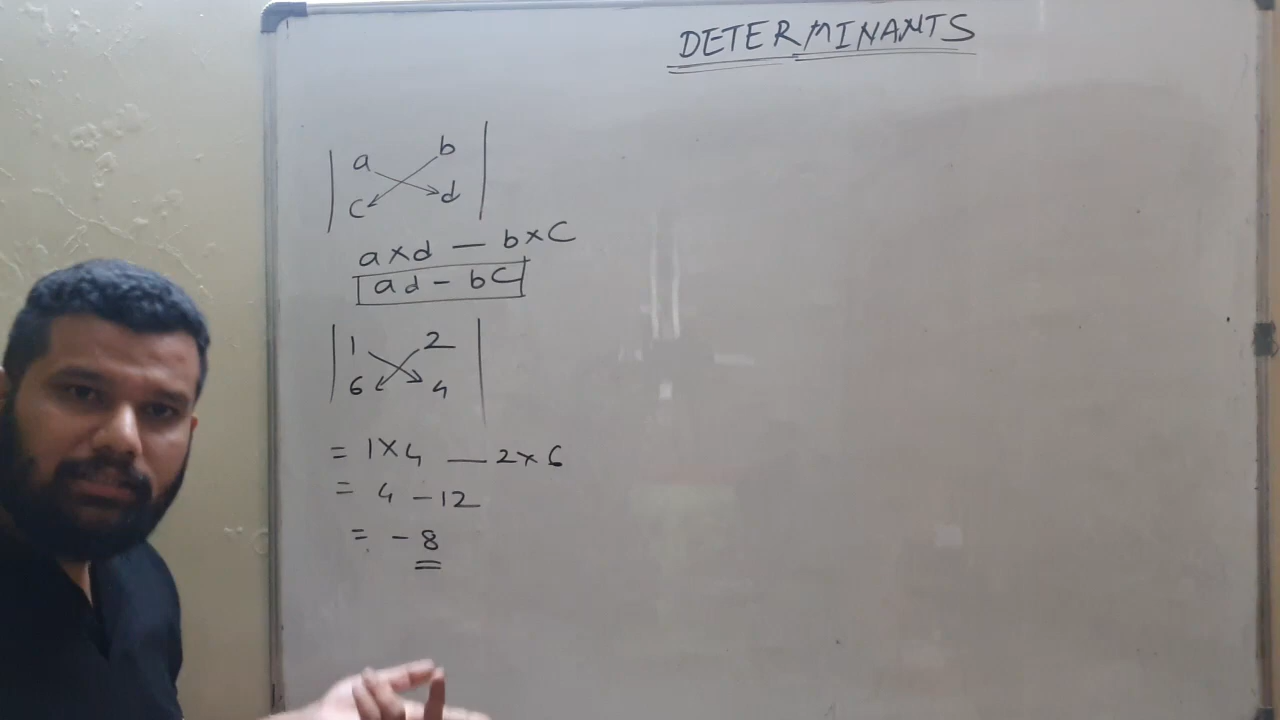 DETERMINANTS
a b
c d
a×d — b×C
ad - bC
1 2
6 4
= 1×4 — 2×6
= 4 - 12
= - 8